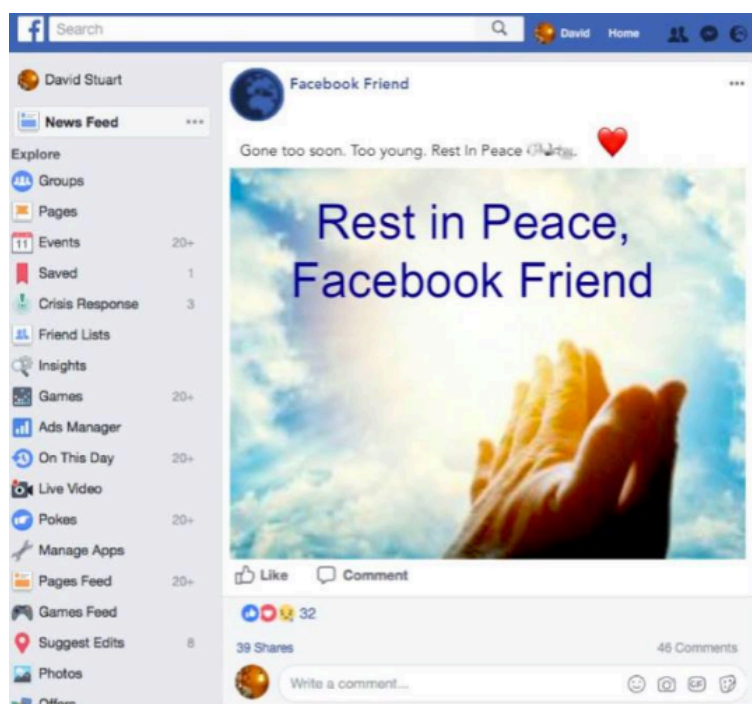 f Search David Home
David Stuart
News Feed
Explore
Groups
Pages
11 Events 20+
Saved 1
Crisis Response 3
Friend Lists
Insights
Games 20+
Ads Manager
On This Day 20+
Live Video
Pokes 20+
Manage Apps
Pages Feed 20+
Games Feed
Suggest Edits 8
Photos
Offers
Facebook Friend
Gone too soon. Too young. Rest In Peace
Rest in Peace,
Facebook Friend
Like Comment
32
39 Shares 46 Comments
Write a comment...
GIF